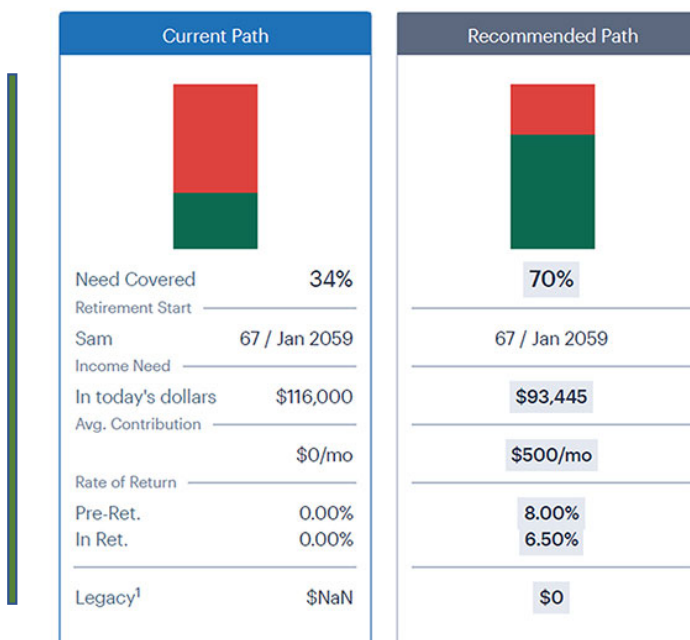 Current Path
Recommended Path
Need Covered 34% 70%
Retirement Start
Sam 67 / Jan 2059 67 / Jan 2059
Income Need
In today's dollars $116,000 $93,445
Avg. Contribution
$0/mo $500/mo
Rate of Return
Pre-Ret. 0.00% 8.00%
In Ret. 0.00% 6.50%
Legacy¹ $NaN $0